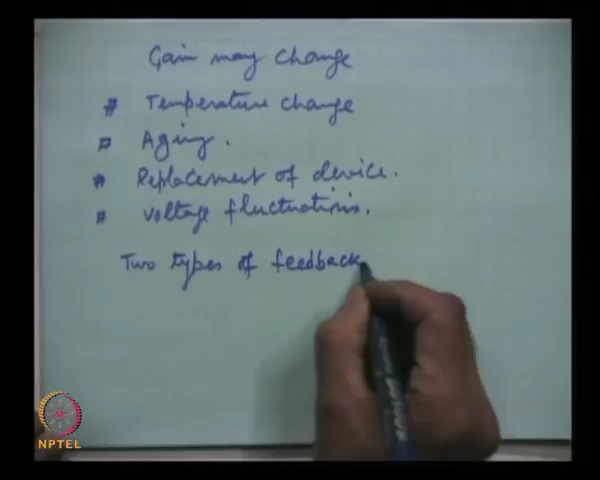 Gain may change
# Temperature change
# Aging.
# Replacement of device.
# Voltage fluctuations.
Two types of feedback
NPTEL